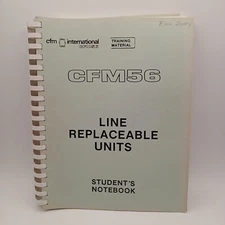 cfm international
TRAINING
MATERIAL
CFM56
LINE
REPLACEABLE
UNITS
STUDENT'S
NOTEBOOK